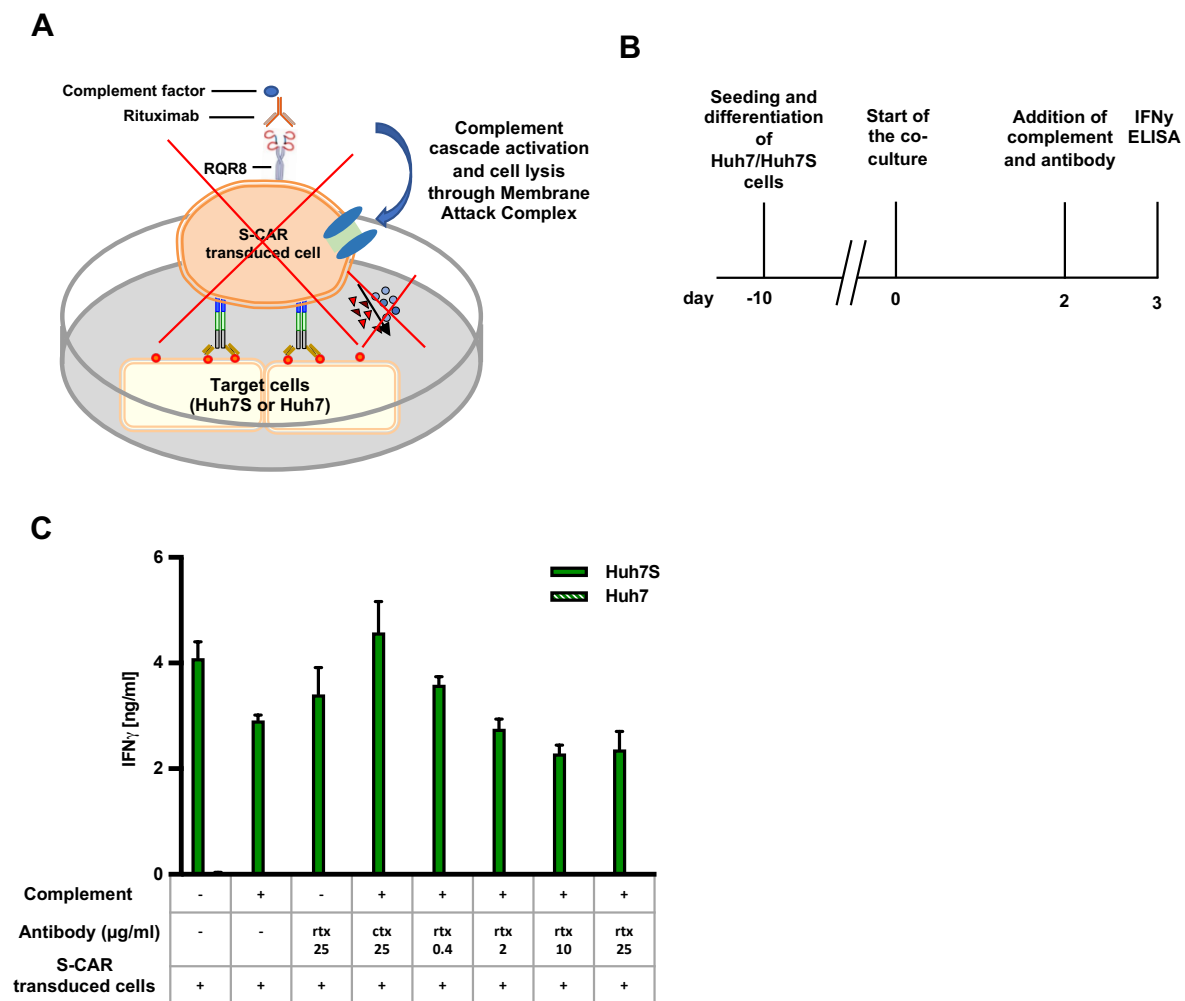 A
Complement factor
Rituximab
RQR8
Complement
cascade activation
and cell lysis
through Membrane
Attack Complex
S-CAR
transduced cell
Target cells
(Huh7S or Huh7)
B
Seeding and
differentiation
of
Huh7/Huh7S
cells
Start of
the co-
culture
Addition of
complement
and antibody
IFNy
ELISA
day
-10
0
2
3
C
IFNγ [ng/ml]
6
4
2
0
Huh7S
Huh7
Complement - + - + + + + +
Antibody (µg/ml) - - rtx 25 ctx 25 rtx 0.4 rtx 2 rtx 10 rtx 25
S-CAR
transduced cells + + + + + + + +